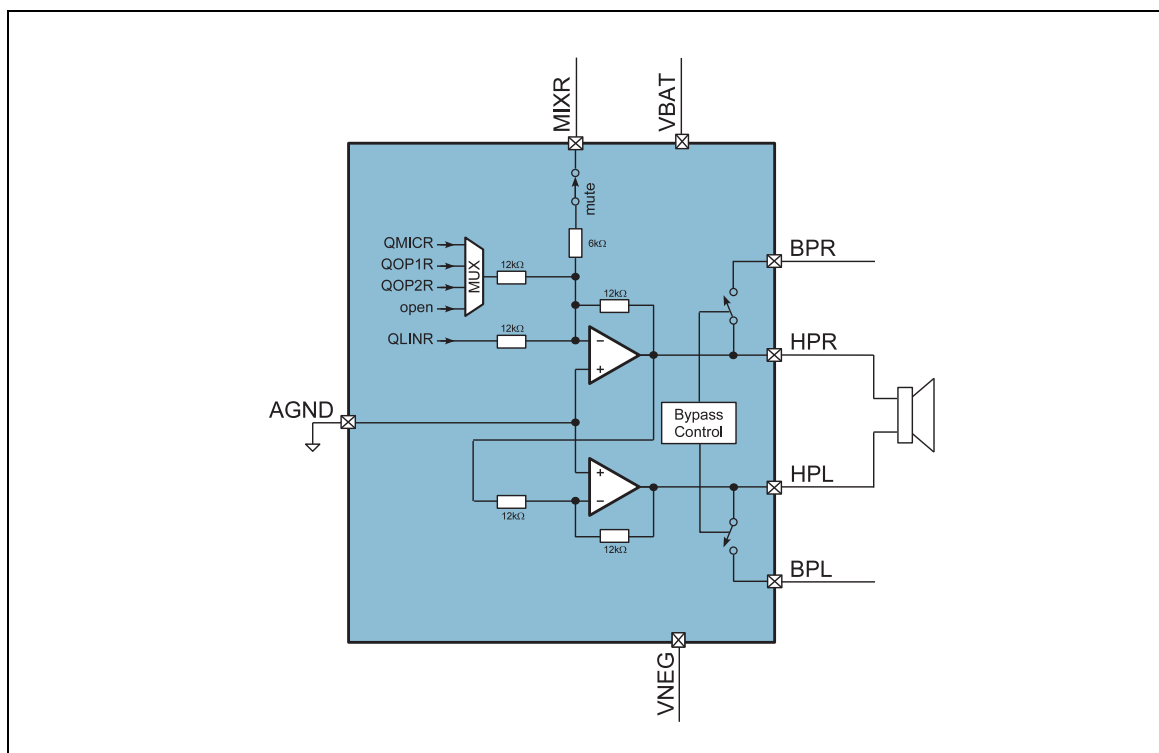 MIXR
VBAT
mute
6kΩ
QMICR
QOP1R
QOP2R
open
MUX
12kΩ
12kΩ
QLINR
12kΩ
−
+
BPR
HPR
AGND
Bypass
Control
+
−
HPL
12kΩ
12kΩ
BPL
VNEG